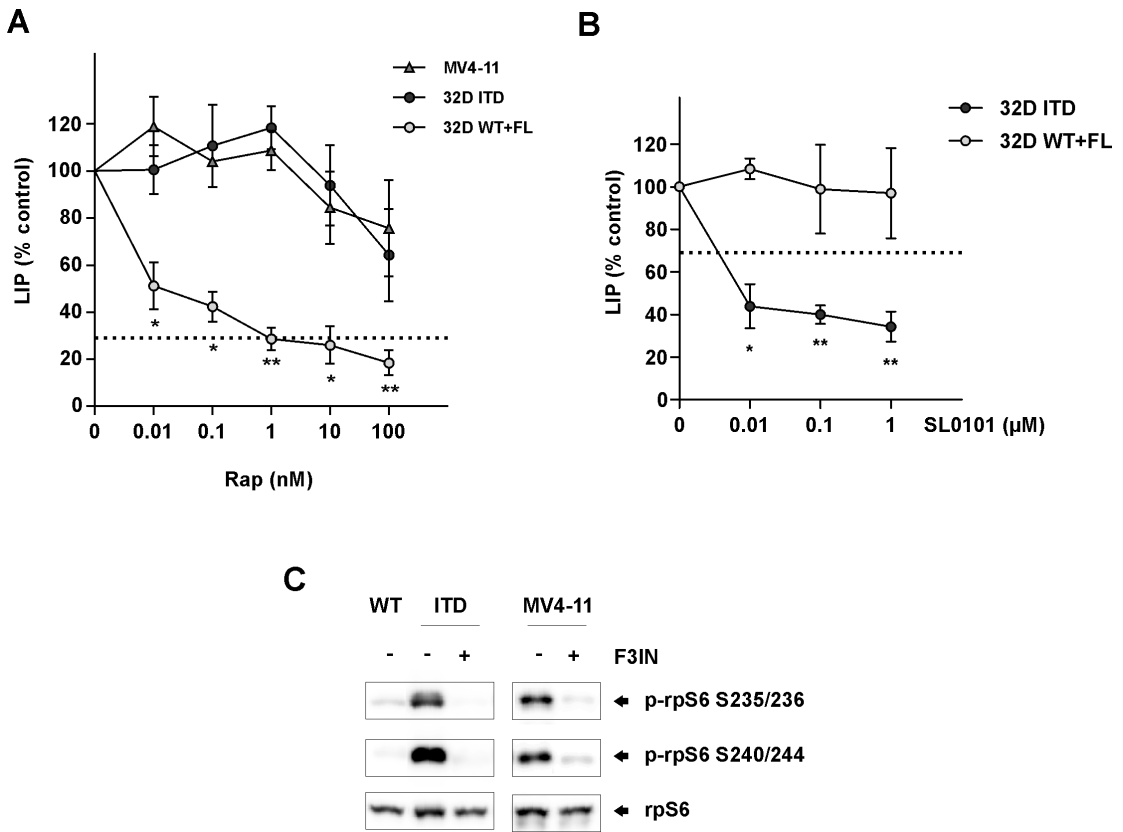 A
MV4-11
32D ITD
32D WT+FL
LIP (% control)
120
100
80
60
40
20
0
*
*
**
*
**
0 0.01 0.1 1 10 100
Rap (nM)
B
32D ITD
32D WT+FL
LIP (% control)
120
100
80
60
40
20
0
*
**
**
0 0.01 0.1 1 SL0101 (µM)
C
WT ITD MV4-11
- - + - + F3IN
p-rpS6 S235/236
p-rpS6 S240/244
rpS6